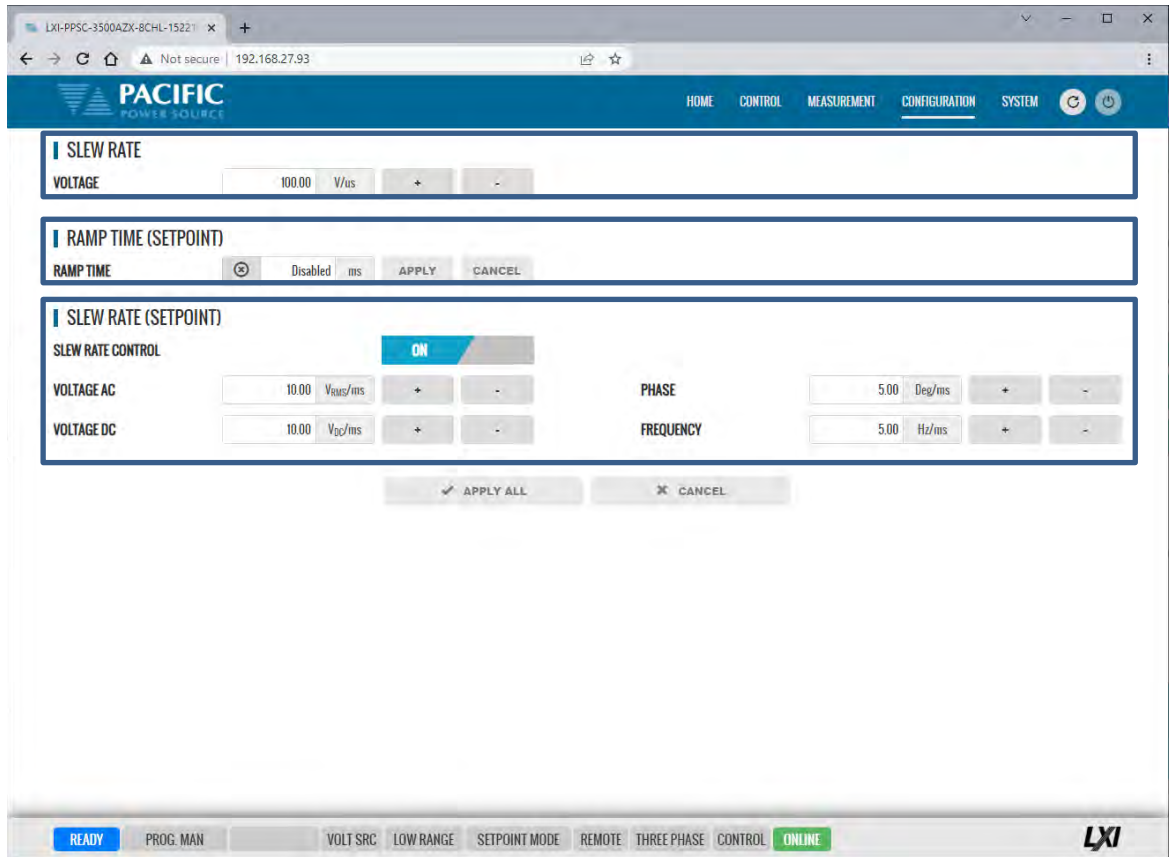 LXI-PPSC-3500AZX-8CHL-15221
Not secure 192.168.27.93
PACIFIC
POWER SOURCE
HOME CONTROL MEASUREMENT CONFIGURATION SYSTEM
SLEW RATE
VOLTAGE 100.00 V/us + -
RAMP TIME (SETPOINT)
RAMP TIME Disabled ms APPLY CANCEL
SLEW RATE (SETPOINT)
SLEW RATE CONTROL ON
VOLTAGE AC 10.00 VRMS/ms + - PHASE 5.00 Deg/ms + -
VOLTAGE DC 10.00 VDC/ms + - FREQUENCY 5.00 Hz/ms + -
APPLY ALL CANCEL
READY PROG. MAN VOLT SRC LOW RANGE SETPOINT MODE REMOTE THREE PHASE CONTROL ONLINE LXI